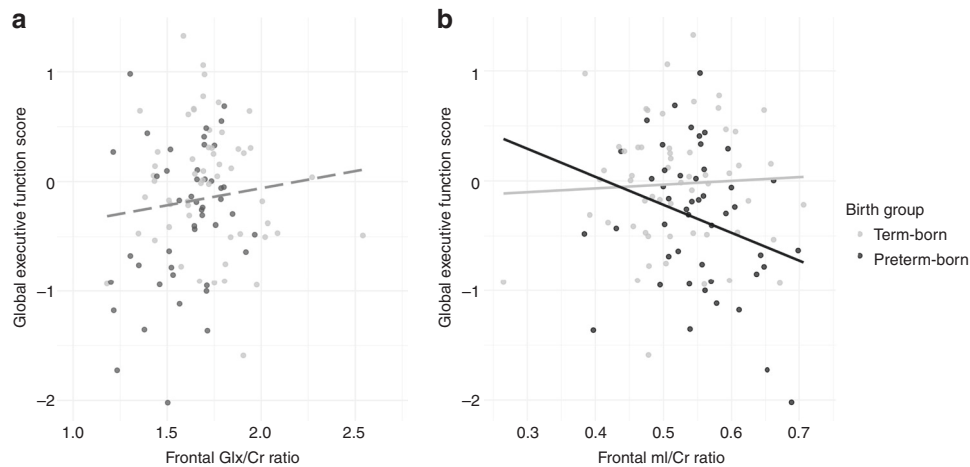 a
Global executive function score
1
0
−1
−2
1.0 1.5 2.0 2.5
Frontal Glx/Cr ratio
b
Global executive function score
1
0
−1
−2
0.3 0.4 0.5 0.6 0.7
Frontal ml/Cr ratio
Birth group
Term-born
Preterm-born